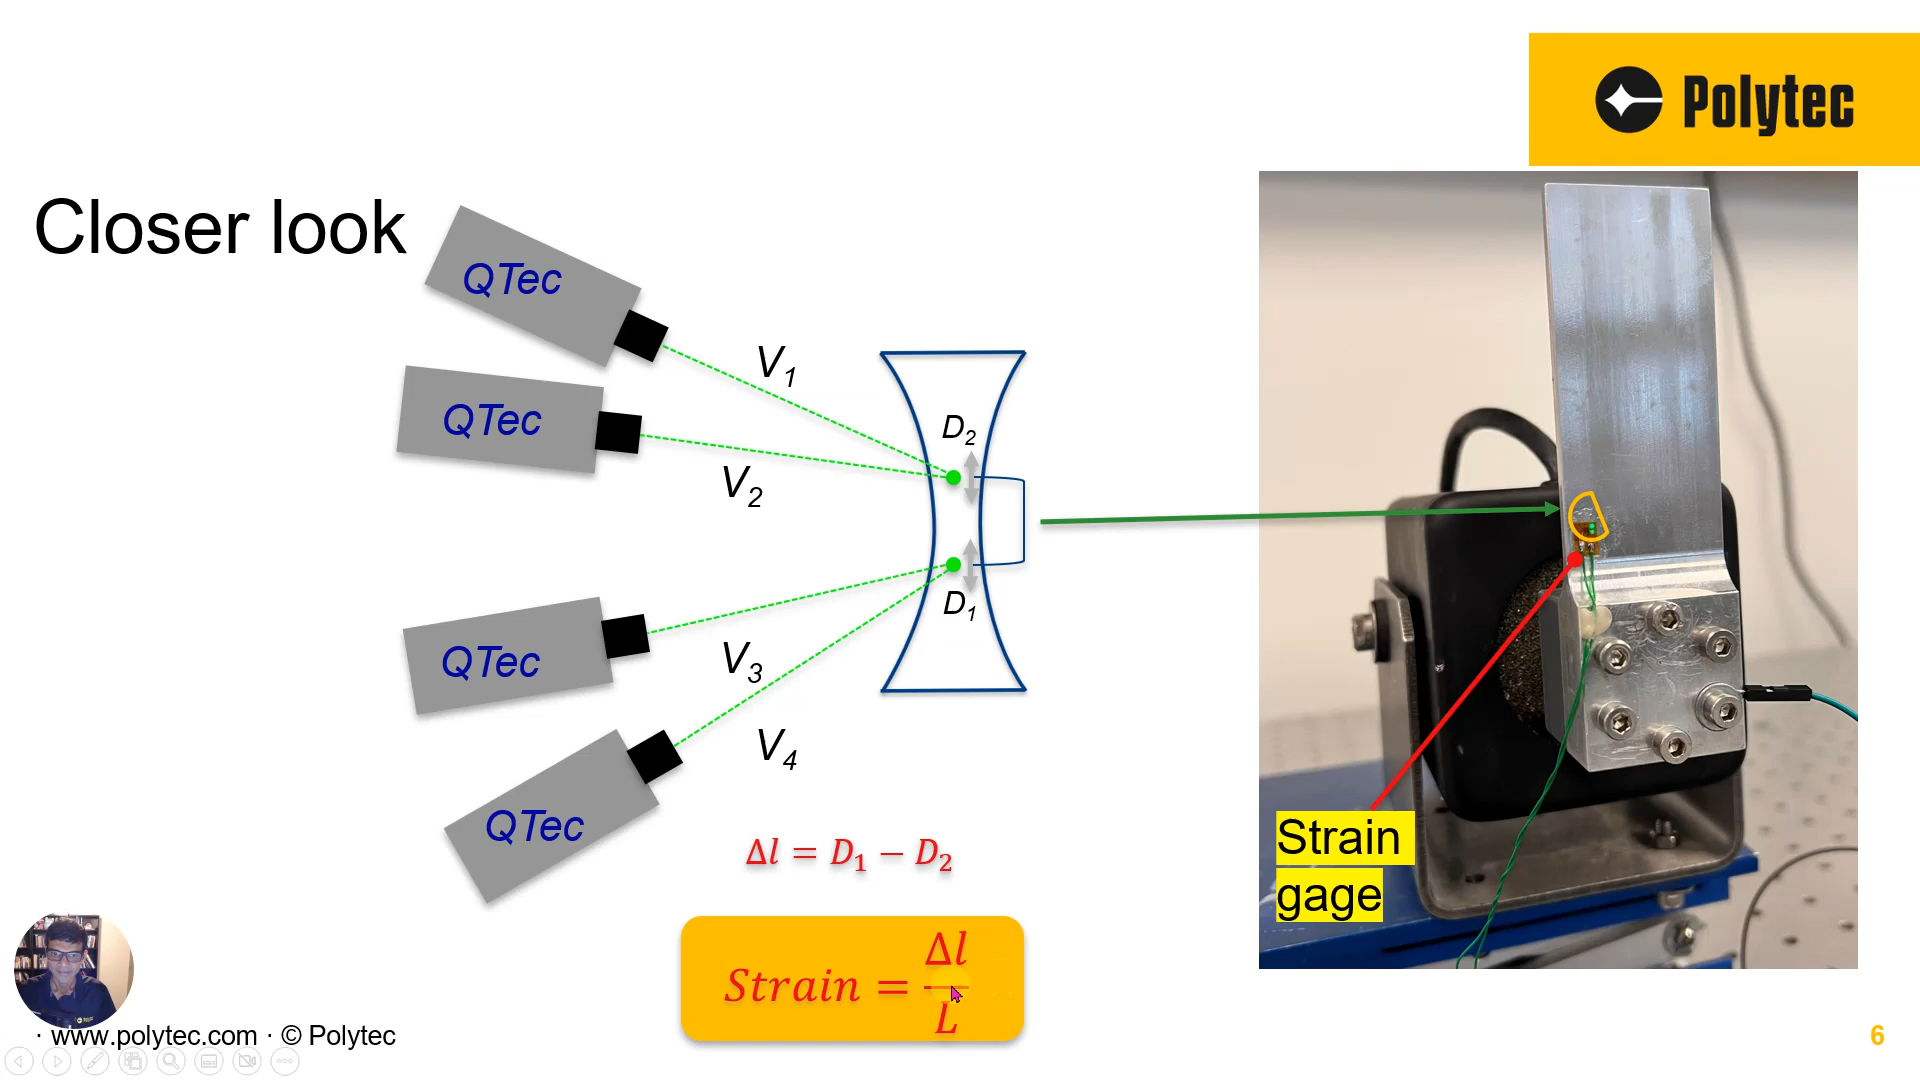 Polytec
Closer look
QTec
QTec
QTec
QTec
V1
V2
V3
V4
D2
D1
Δl = D1 − D2
Strain = Δl / L
Strain
gage
· www.polytec.com · © Polytec
6